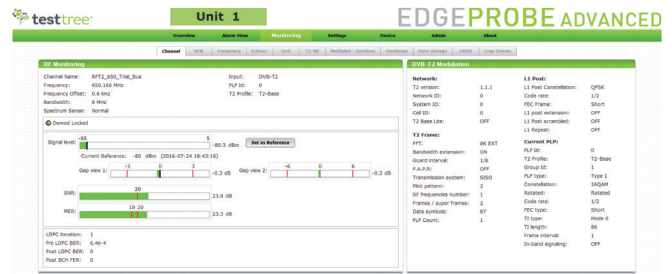 testtree
Unit 1
EDGEPROBE ADVANCED
Overview Alarm View Monitoring Settings Device Admin About
Channel SFN Frequency Echoes QoS T2-MI Multiplex - Services Data storage GNSS Logs Events
RF Monitoring
Channel Name: RFT2_650_Trial_Bus Input: DVB-T2
Frequency: 650.166 MHz PLP Id: 0
Frequency Offset: 0.6 kHz T2 Profile: T2-Base
Bandwidth: 8 MHz
Spectrum Sense: Normal
Demod Locked
-85 5
Signal level: -80.3 dBm Set as Reference
Current Reference: -80 dBm (2016-07-24 18:43:16)
-3 0 3 -6 0 6
Gap view 1: -0.3 dB Gap view 2: -0.3 dB
20
SNR: 23.8 dB
18 20
MER: 23.3 dB
LDPC iteration: 1
Pre LDPC BER: 6.4e-4
Post LDPC BER: 0
Post BCH FER: 0
DVB-T2 Modulation
Network:
T2 version: 1.1.1
Network ID: 0
System ID: 0
Cell ID: 0
T2 Base Lite: OFF
T2 Frame:
FFT: 8K EXT
Bandwidth extension: ON
Guard interval: 1/8
P.A.P.R: OFF
Transmission system: SISO
Pilot pattern: 2
RF frequencies number: 1
Frames / super frames: 2
Data symbols: 87
PLP Count: 1
L1 Post:
L1 Post Constellation: QPSK
Code rate: 1/2
FEC Frame: Short
L1 post extension: OFF
L1 Post scrambled: OFF
L1 Repeat: OFF
Current PLP:
PLP Id: 0
T2 Profile: T2-Base
Group Id: 1
PLP type: Type 1
Constellation: 16QAM
Rotated: Rotated
Code rate: 1/2
FEC type: Short
TI type: Mode 0
TI length: 86
Frame interval: 1
In-band signaling: OFF